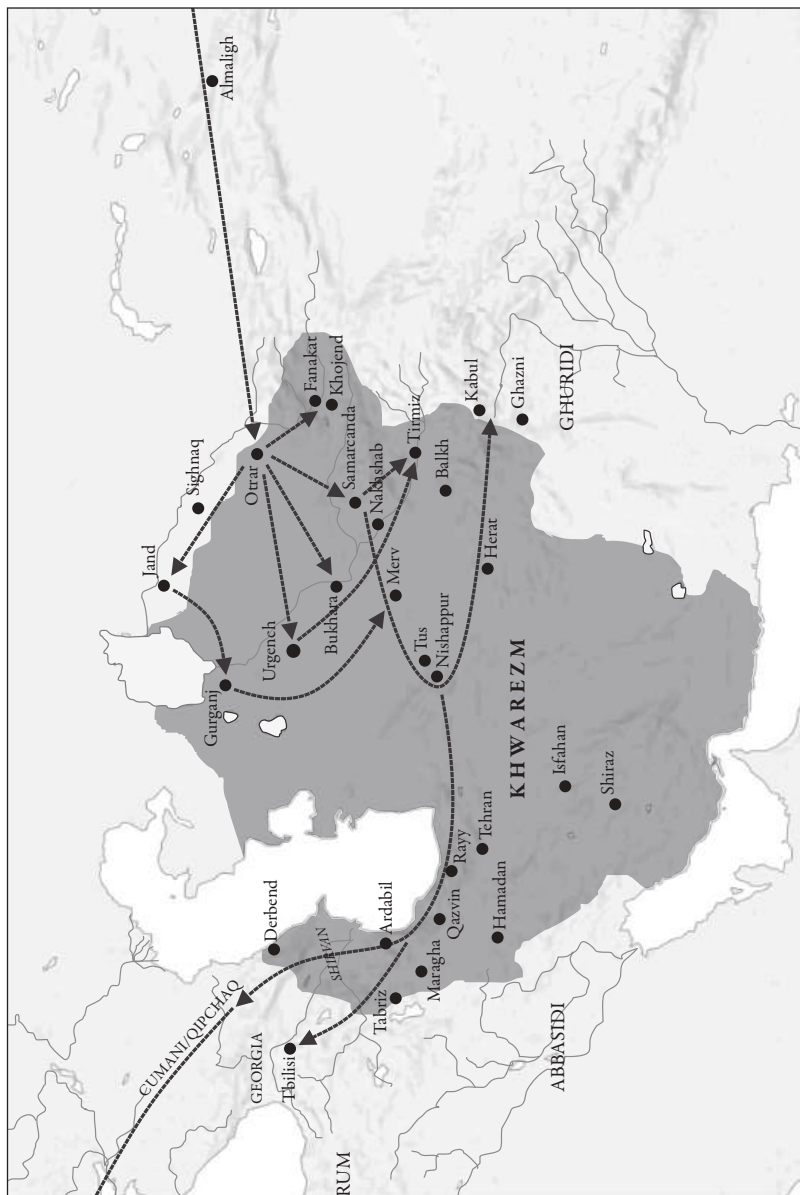 Almaligh
Sighnaq
Otrar
Fanakat
Khojend
Jand
Samarcanda
Nakhshab
Tirmiz
Kabul
Ghazni
GHURIDI
Balkh
Urgench
Bukhara
Merv
Herat
Gurganj
Tus
Nishappur
KHWAREZM
Isfahan
Shiraz
Derbend
Ardabil
Rayy
Tehran
Qazvin
Hamadan
SHIRVAN
Maragha
Tabriz
CUMANI/QIPCHAQ
GEORGIA
Tbilisi
ABBASIDI
RUM